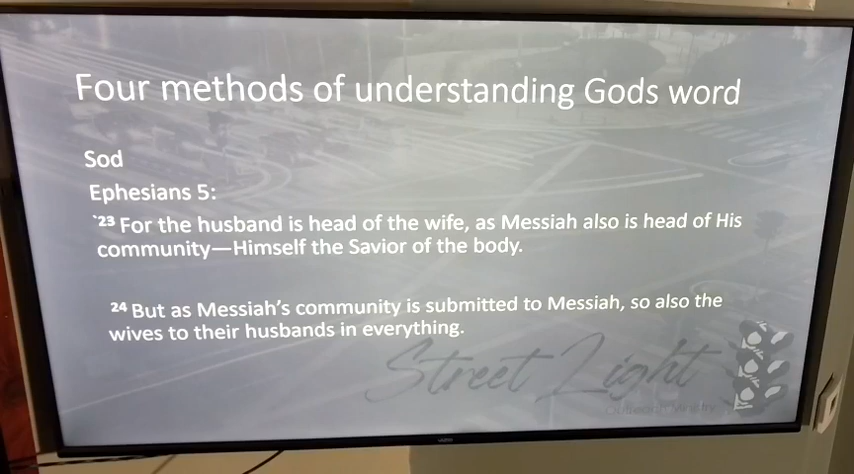 Four methods of understanding Gods word
Sod
Ephesians 5:
`²³ For the husband is head of the wife, as Messiah also is head of His
community—Himself the Savior of the body.
²⁴ But as Messiah’s community is submitted to Messiah, so also the
wives to their husbands in everything.
Street Light
Outreach Ministry